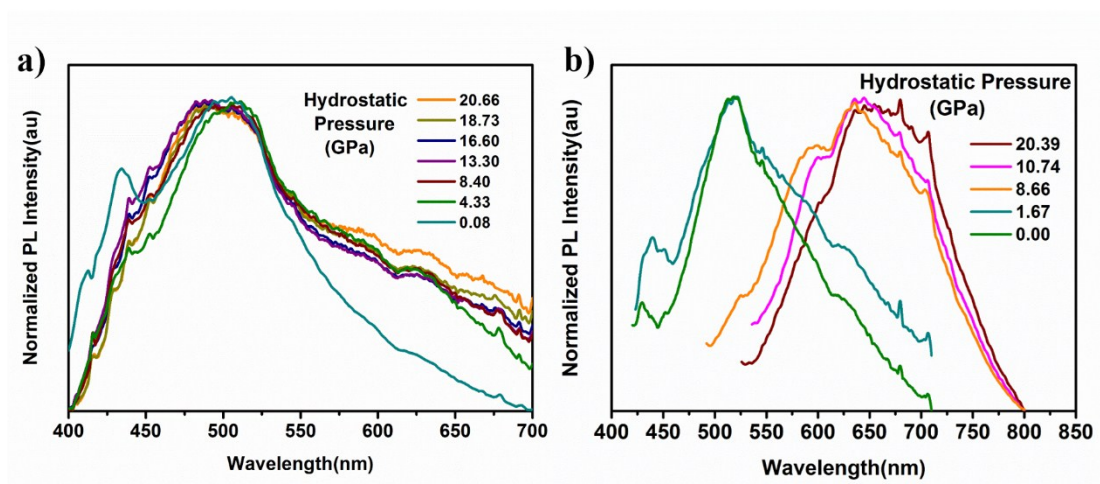 a)
Normalized PL Intensity(au)
Hydrostatic
Pressure
(GPa)
20.66
18.73
16.60
13.30
8.40
4.33
0.08
400 450 500 550 600 650 700
Wavelength(nm)
b)
Normalized PL Intensity(au)
Hydrostatic Pressure
(GPa)
20.39
10.74
8.66
1.67
0.00
400 450 500 550 600 650 700 750 800 850
Wavelength(nm)